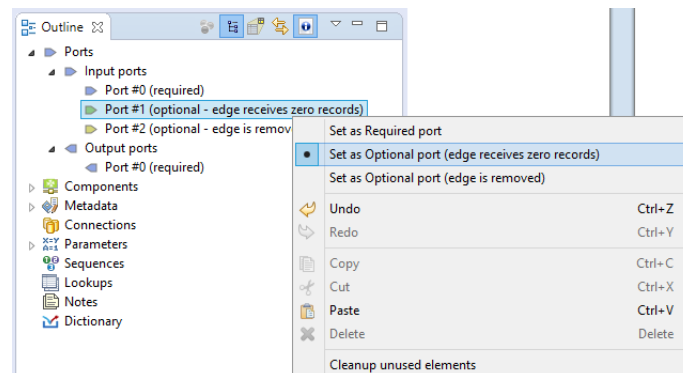 Outline
Ports
Input ports
Port #0 (required)
Port #1 (optional - edge receives zero records)
Port #2 (optional - edge is remov
Output ports
Port #0 (required)
Components
Metadata
Connections
X=Y
A=1
Parameters
Sequences
Lookups
Notes
Dictionary
Set as Required port
Set as Optional port (edge receives zero records)
Set as Optional port (edge is removed)
Undo Ctrl+Z
Redo Ctrl+Y
Copy Ctrl+C
Cut Ctrl+X
Paste Ctrl+V
Delete Delete
Cleanup unused elements